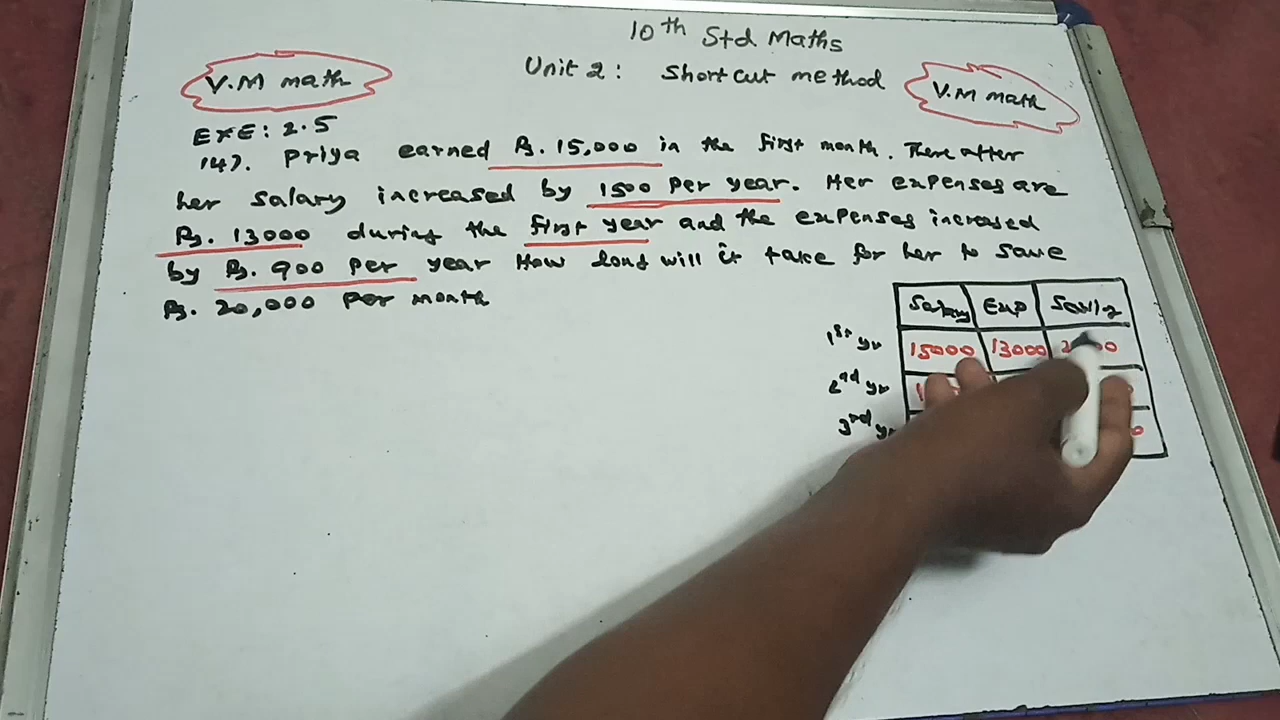 10th Std Maths
V.M math
Unit 2: Short cut method
V.M math
EXE: 2.5
14). Priya earned Rs. 15,000 in the first month. There after
her salary increased by 1500 per year. Her expenses are
Rs. 13000 during the first year and the expenses increased
by Rs. 900 per year How long will it take for her to save
Rs. 20,000 per month
Salary Exp Saving
1st yr 15000 13000
2nd yr
3rd yr